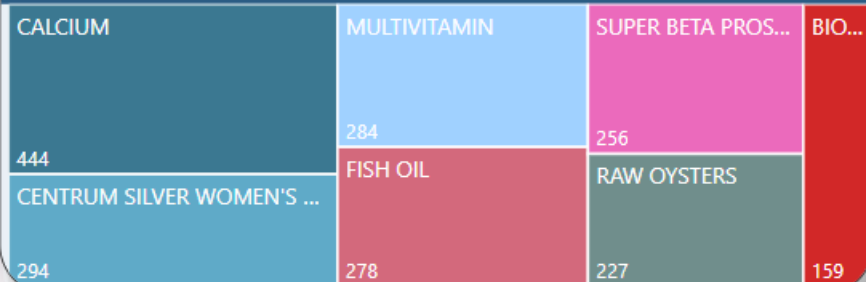 CALCIUM
444
CENTRUM SILVER WOMEN'S ...
294
MULTIVITAMIN
284
FISH OIL
278
SUPER BETA PROS...
256
RAW OYSTERS
227
BIO...
159